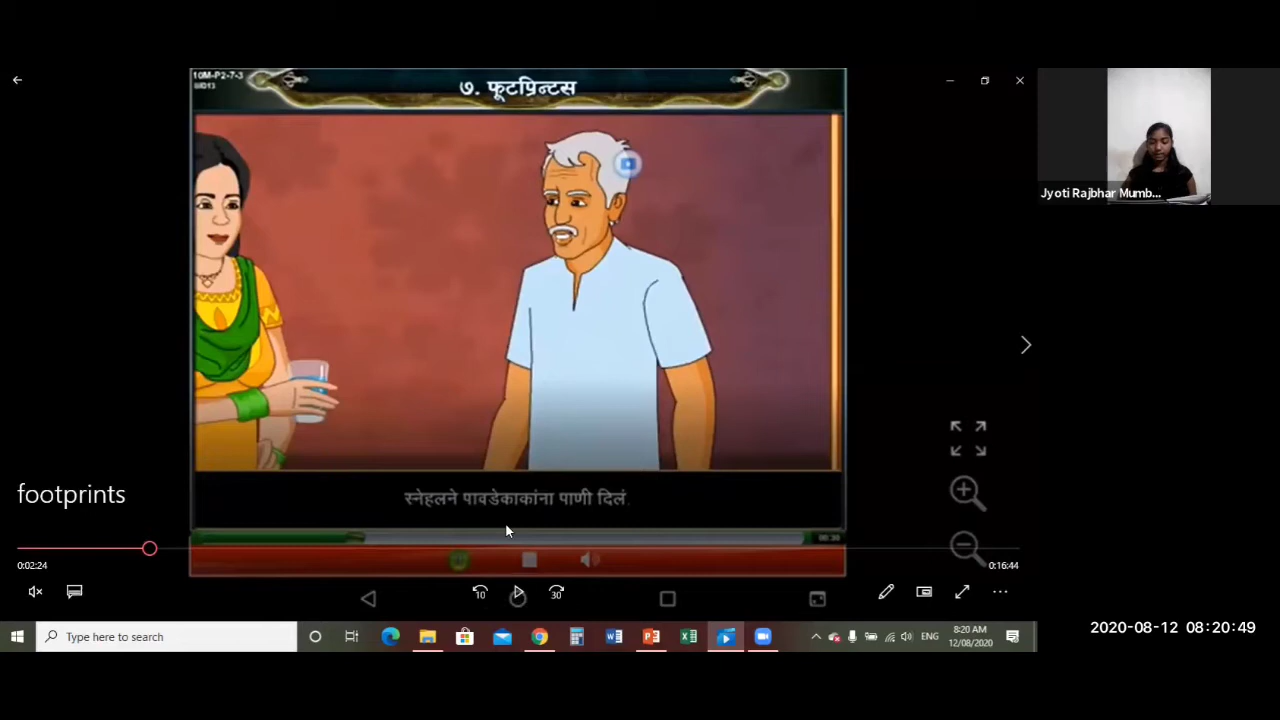 10M-P2-7-3
७. फूटप्रिन्टस
Jyoti Rajbhar Mumb...
स्नेहलने पावडेकाकांना पाणी दिलं.
footprints
0:02:24
0:16:44
10
30
Type here to search
ENG
8:20 AM
12/08/2020
2020-08-12 08:20:49